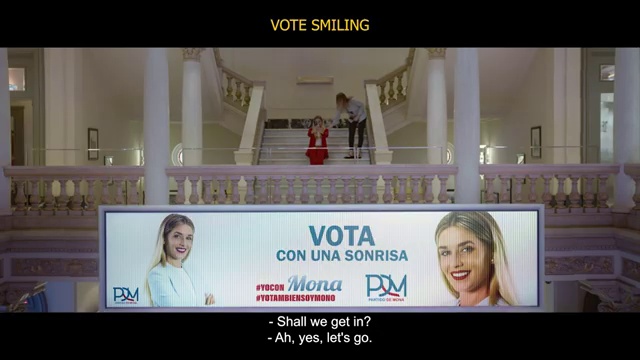 VOTE SMILING
VOTA
CON UNA SONRISA
#YOCON Mona
#YOTAMBIENSOYMONO
PDM
PDM
PARTIDO DE MONA
- Shall we get in?
- Ah, yes, let's go.